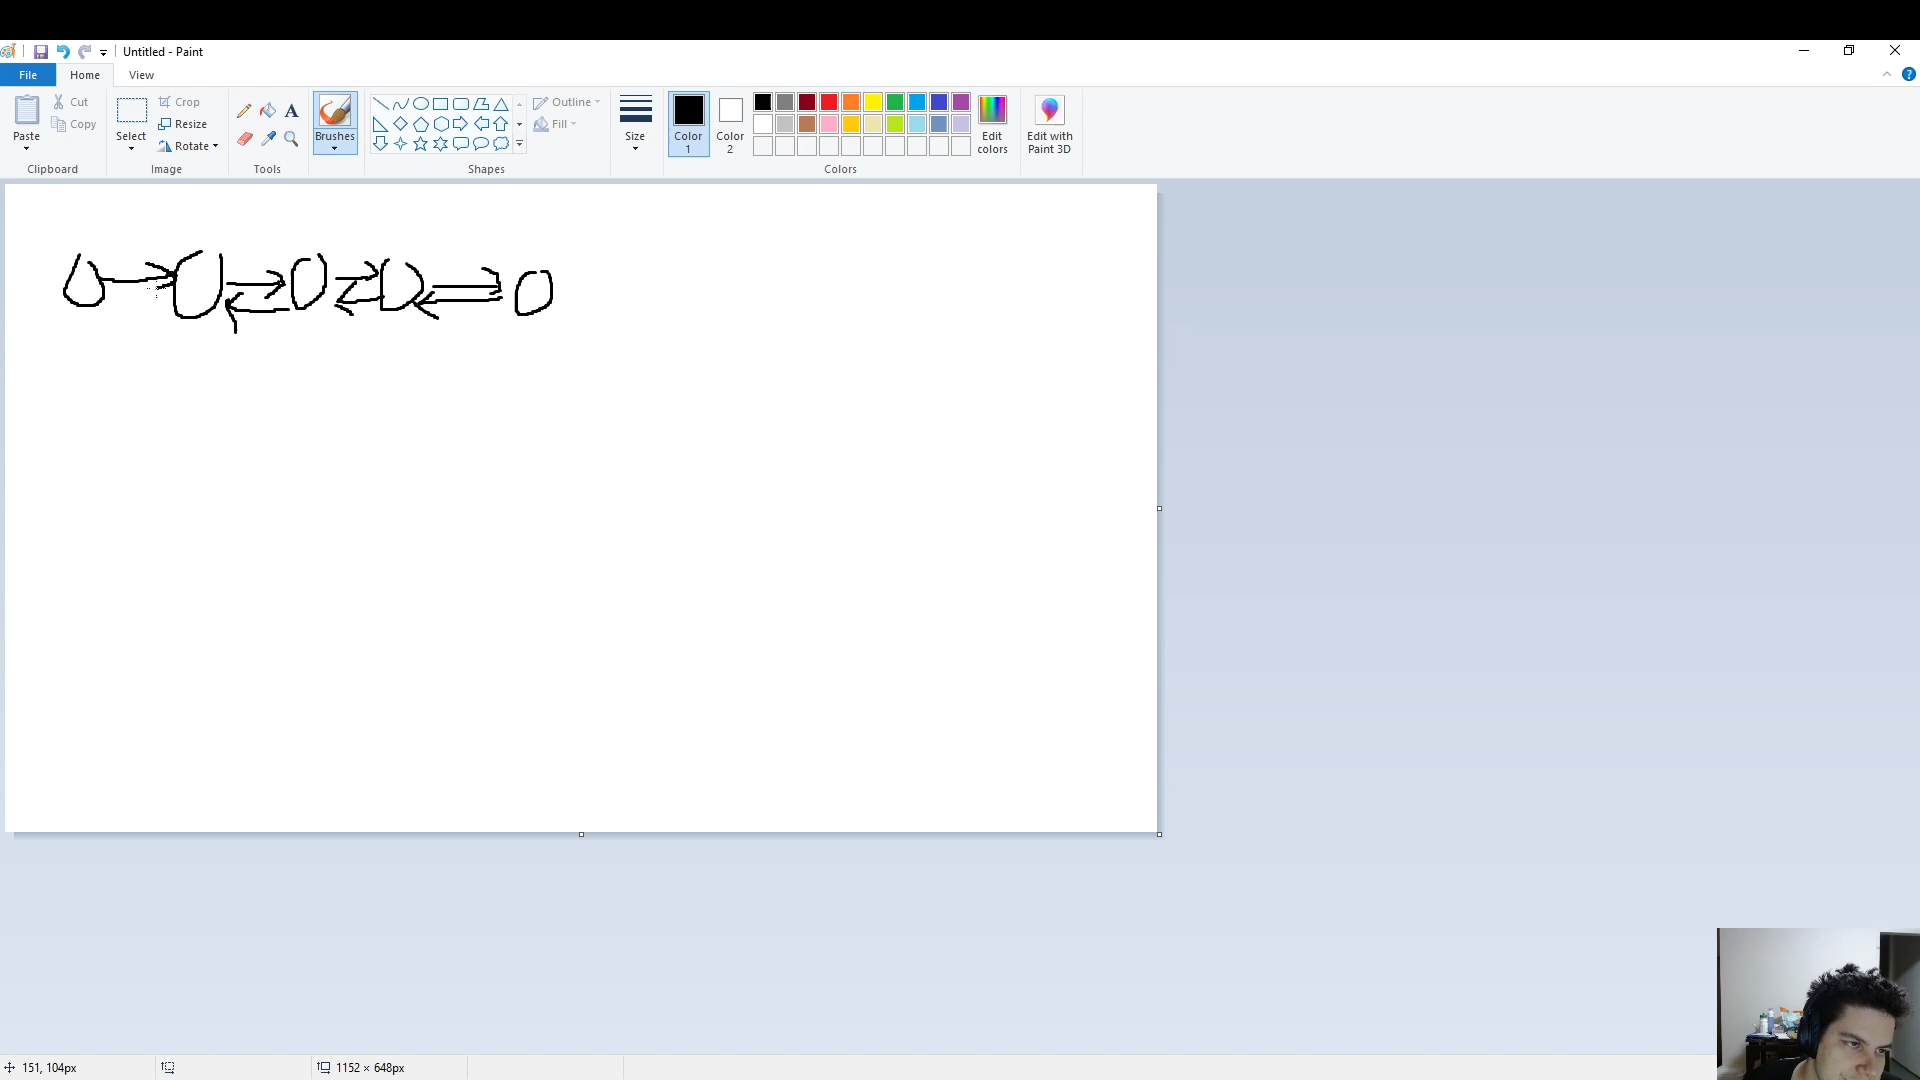 Untitled - Paint
File Home View
Paste Cut Copy Clipboard
Select Crop Resize Rotate Image
A
Tools
Brushes
Outline Fill Shapes
Size
Color 1
Color 2
Edit colors
Colors
Edit with Paint 3D
?
151, 104px
1152 × 648px